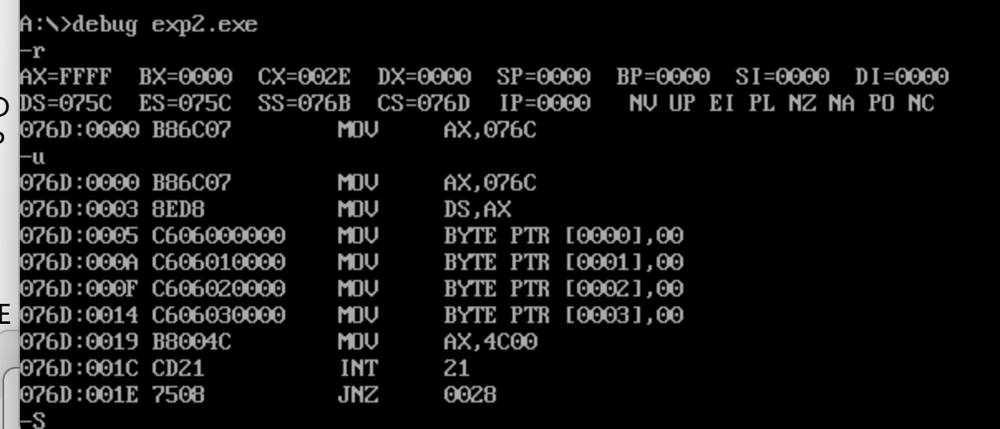 A:\>debug exp2.exe
-r
AX=FFFF BX=0000 CX=002E DX=0000 SP=0000 BP=0000 SI=0000 DI=0000
DS=075C ES=075C SS=076B CS=076D IP=0000 NV UP EI PL NZ NA PO NC
076D:0000 B86C07 MOV AX,076C
-u
076D:0000 B86C07 MOV AX,076C
076D:0003 8ED8 MOV DS,AX
076D:0005 C606000000 MOV BYTE PTR [0000],00
076D:000A C606010000 MOV BYTE PTR [0001],00
076D:000F C606020000 MOV BYTE PTR [0002],00
076D:0014 C606030000 MOV BYTE PTR [0003],00
E
076D:0019 B8004C MOV AX,4C00
076D:001C CD21 INT 21
076D:001E 7508 JNZ 0028
-S